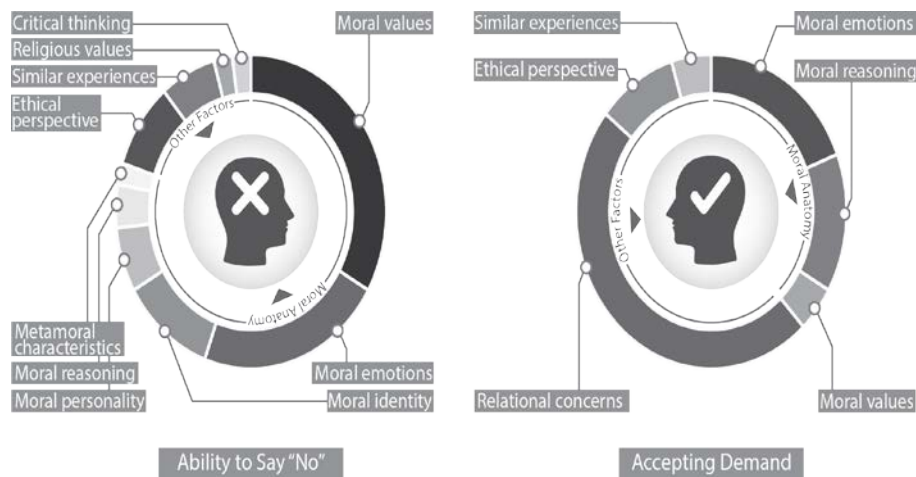 Critical thinking
Religious values
Similar experiences
Ethical
perspective
Moral values
Other Factors
Moral Anatomy
Metamoral
characteristics
Moral reasoning
Moral personality
Moral emotions
Moral identity
Ability to Say “No”
Similar experiences
Ethical perspective
Moral emotions
Moral reasoning
Other Factors
Moral Anatomy
Relational concerns
Moral values
Accepting Demand